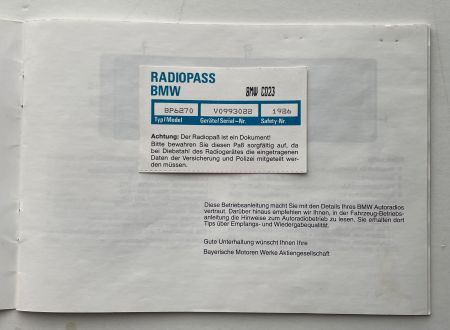 RADIOPASS
BMW
BMW CD23
BP6270 V0993022 1926
Typ/Model Geräte/Serial–Nr. Safety-Nr.
Achtung: Der Radiopaß ist ein Dokument!
Bitte bewahren Sie diesen Paß sorgfältig auf, da
bei Diebstahl des Radiogerätes die eingetragenen
Daten der Versicherung und Polizei mitgeteilt wer-
den müssen.
Diese Betriebsanleitung macht Sie mit den Details Ihres BMW Autoradios
vertraut. Darüber hinaus empfehlen wir Ihnen, in der Fahrzeug-Betriebs-
anleitung die Hinweise zum Autoradiobetrieb zu lesen. Sie erhalten dort
Tips über Empfangs- und Wiedergabequalität.
Gute Unterhaltung wünscht Ihnen Ihre
Bayerische Motoren Werke Aktiengesellschaft